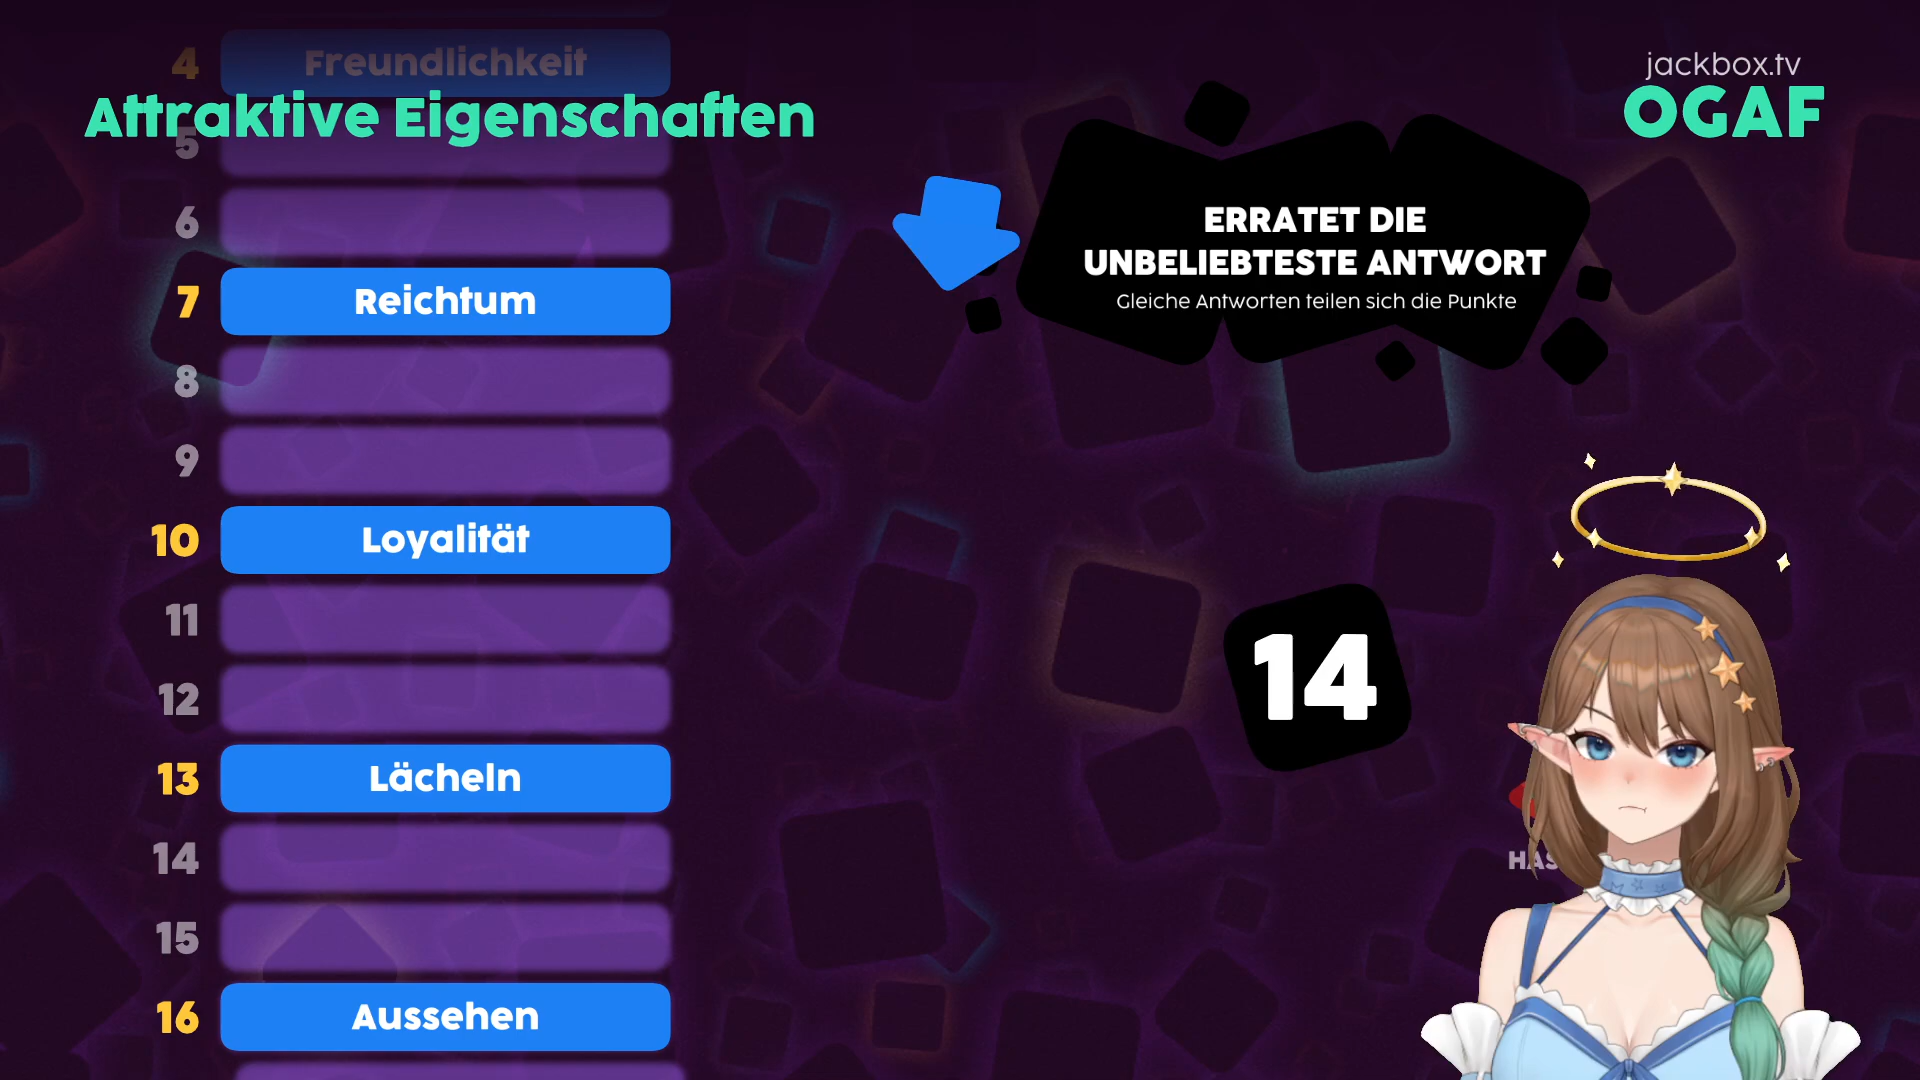 4 Freundlichkeit
Attraktive Eigenschaften
5
6
7 Reichtum
8
9
10 Loyalität
11
12
13 Lächeln
14
15
16 Aussehen
ERRATET DIE
UNBELIEBTESTE ANTWORT
Gleiche Antworten teilen sich die Punkte
jackbox.tv
OGAF
14